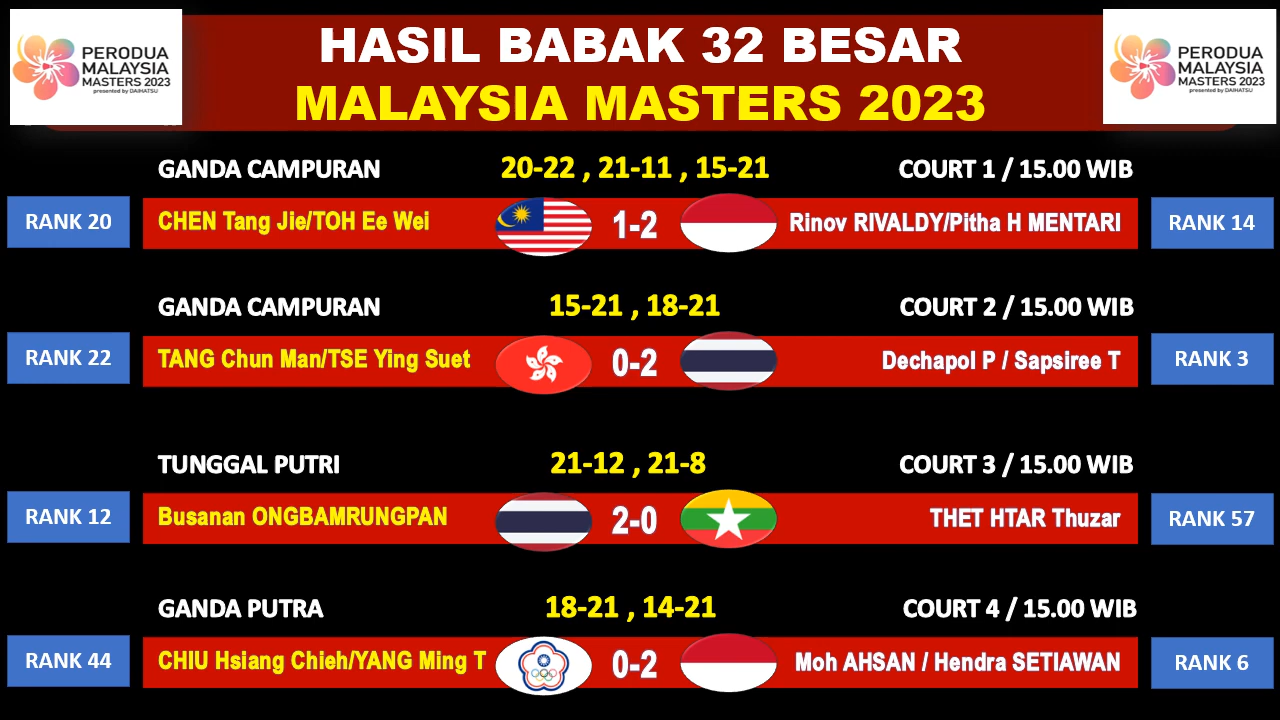 PERODUA
MALAYSIA
MASTERS 2023
presented by DAIHATSU
HASIL BABAK 32 BESAR
MALAYSIA MASTERS 2023
PERODUA
MALAYSIA
MASTERS 2023
presented by DAIHATSU
GANDA CAMPURAN 20-22 , 21-11 , 15-21 COURT 1 / 15.00 WIB
RANK 20 CHEN Tang Jie/TOH Ee Wei 1-2 Rinov RIVALDY/Pitha H MENTARI RANK 14
GANDA CAMPURAN 15-21 , 18-21 COURT 2 / 15.00 WIB
RANK 22 TANG Chun Man/TSE Ying Suet 0-2 Dechapol P / Sapsiree T RANK 3
TUNGGAL PUTRI 21-12 , 21-8 COURT 3 / 15.00 WIB
RANK 12 Busanan ONGBAMRUNGPAN 2-0 THET HTAR Thuzar RANK 57
GANDA PUTRA 18-21 , 14-21 COURT 4 / 15.00 WIB
RANK 44 CHIU Hsiang Chieh/YANG Ming T 0-2 Moh AHSAN / Hendra SETIAWAN RANK 6